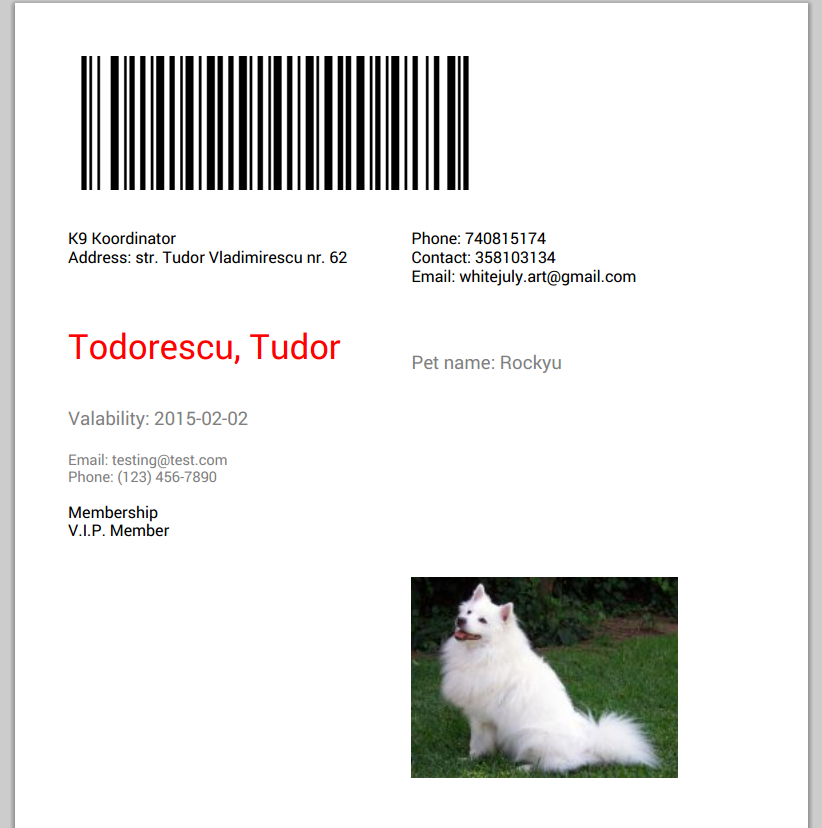 K9 Koordinator
Address: str. Tudor Vladimirescu nr. 62
Phone: 740815174
Contact: 358103134
Email: whitejuly.art@gmail.com
Todorescu, Tudor
Pet name: Rockyu
Valability: 2015-02-02
Email: testing@test.com
Phone: (123) 456-7890
Membership
V.I.P. Member